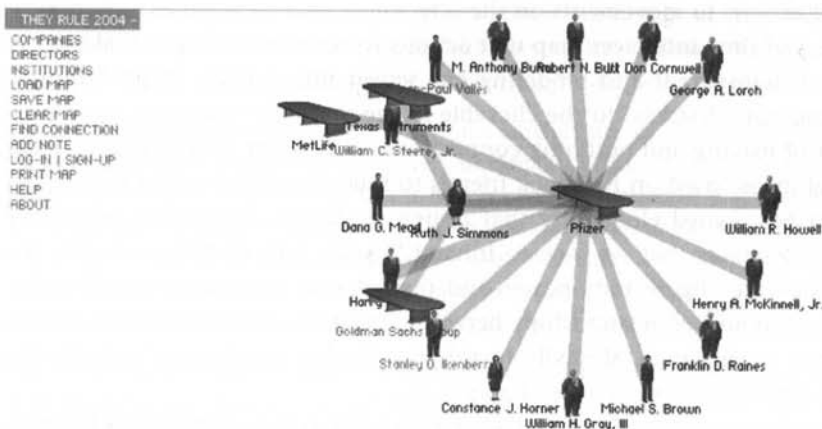 THEY RULE 2004 -
COMPANIES
DIRECTORS
INSTITUTIONS
LOAD MAP
SAVE MAP
CLEAR MAP
FIND CONNECTION
ADD NOTE
LOG-IN | SIGN-UP
PRINT MAP
HELP
ABOUT
M. Anthony Burns
Robert N. Burt
Don Cornwell
George A. Lorch
-Paul Vallès
Texas Instruments
MetLife
William C. Steere, Jr.
Dana G. Mead
Ruth J. Simmons
Pfizer
William R. Howell
Harry
Henry A. McKinnell, Jr.
Goldman Sachs Group
Stanley O. Ikenberry
Franklin D. Raines
Constance J. Horner
Michael S. Brown
William H. Gray, III